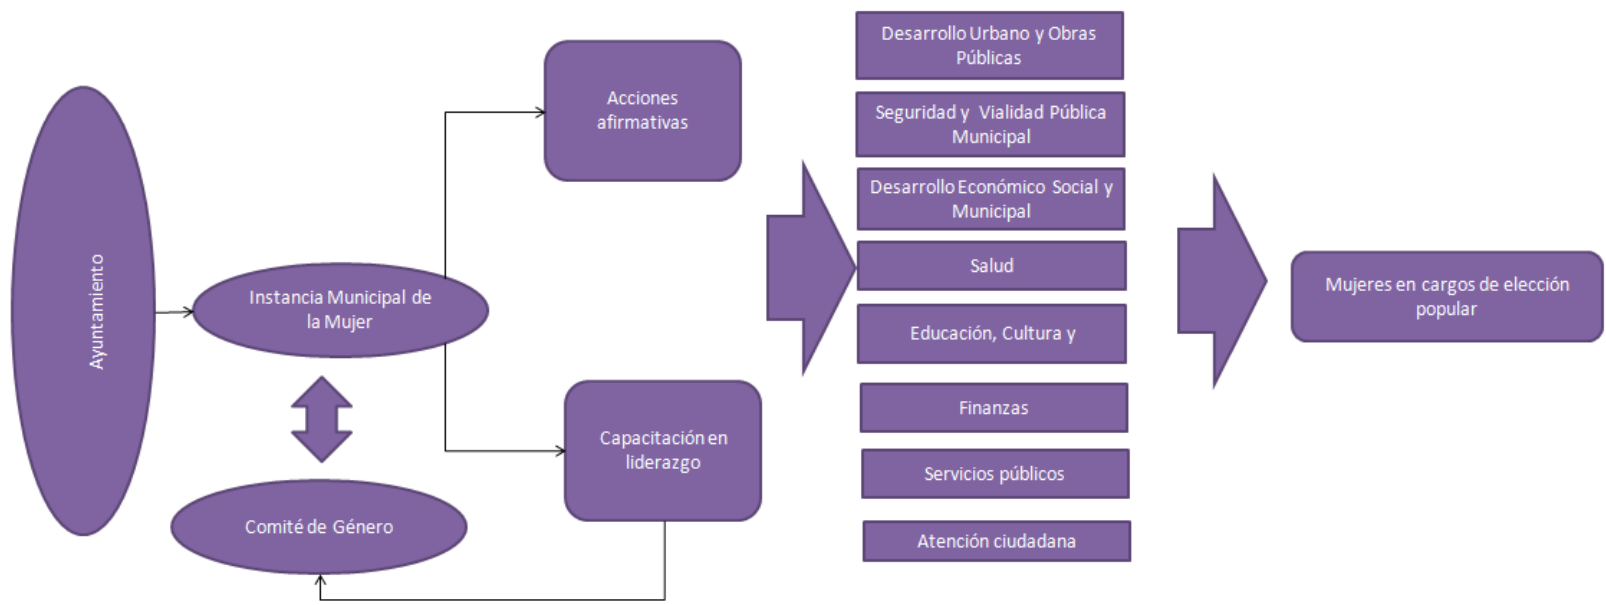 Ayuntamiento
Instancia Municipal de
la Mujer
Comité de Género
Acciones
afirmativas
Capacitación en
liderazgo
Desarrollo Urbano y Obras
Públicas
Seguridad y Vialidad Pública
Municipal
Desarrollo Económico Social y
Municipal
Salud
Educación, Cultura y
Finanzas
Servicios públicos
Atención ciudadana
Mujeres en cargos de elección
popular